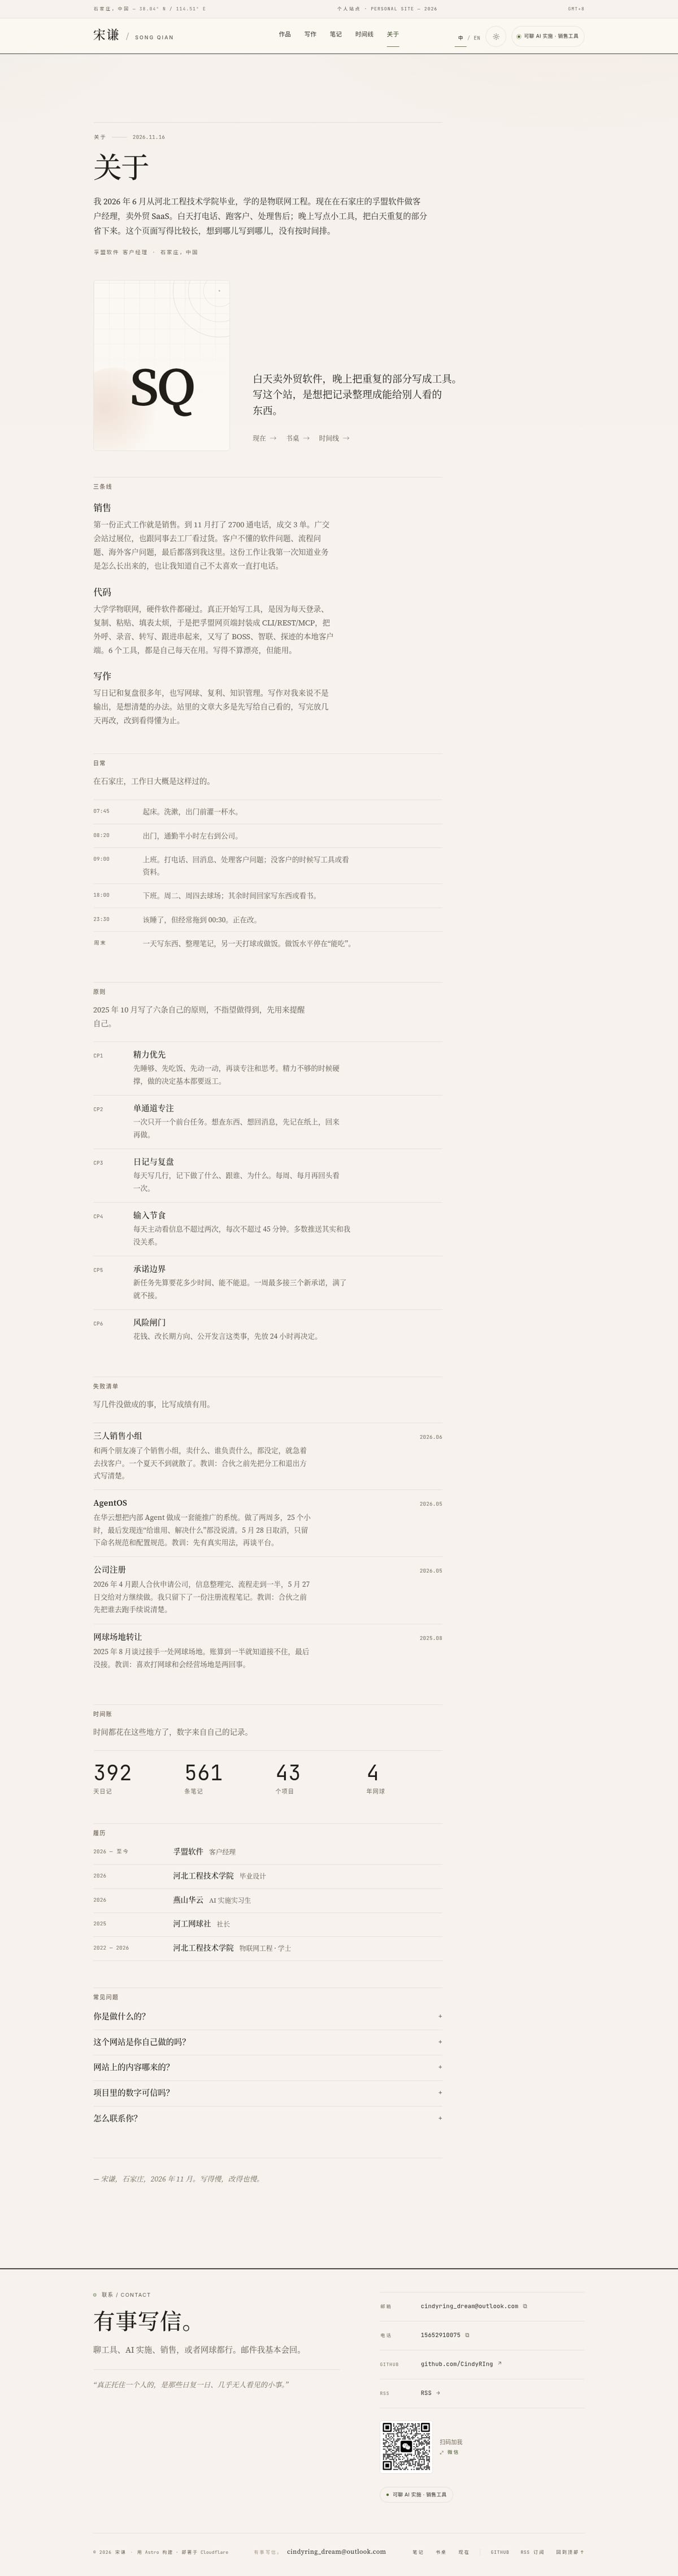 石家庄，中国 — 38.04° N / 114.51° E
个人站点 · PERSONAL SITE — 2026
GMT+8
宋谦 / SONG QIAN
作品 写作 笔记 时间线 关于
中 / EN
可聊 AI 实施 · 销售工具
关于 2026.11.16
关于
我 2026 年 6 月从河北工程技术学院毕业，学的是物联网工程。现在在石家庄的孚盟软件做客
户经理，卖外贸 SaaS。白天打电话、跑客户、处理售后；晚上写点小工具，把白天重复的部分
省下来。这个页面写得比较长，想到哪儿写到哪儿，没有按时间排。
孚盟软件 客户经理 · 石家庄，中国
SQ
白天卖外贸软件，晚上把重复的部分写成工具。
写这个站，是想把记录整理成能给别人看的
东西。
现在 → 书桌 → 时间线 →
三条线
销售
第一份正式工作就是销售。到 11 月打了 2700 通电话，成交 3 单。广交
会站过展位，也跟同事去工厂看过货。客户不懂的软件问题、流程问
题、海外客户问题，最后都落到我这里。这份工作让我第一次知道业务
是怎么长出来的，也让我知道自己不太喜欢一直打电话。
代码
大学学物联网，硬件软件都碰过。真正开始写工具，是因为每天登录、
复制、粘贴、填表太烦，于是把孚盟网页端封装成 CLI/REST/MCP，把
外呼、录音、转写、跟进串起来，又写了 BOSS、智联、探迹的本地客户
端。6 个工具，都是自己每天在用。写得不算漂亮，但能用。
写作
写日记和复盘很多年，也写网球、复利、知识管理。写作对我来说不是
输出，是想清楚的办法。站里的文章大多是先写给自己看的，写完放几
天再改，改到看得懂为止。
日常
在石家庄，工作日大概是这样过的。
07:45 起床。洗漱，出门前灌一杯水。
08:20 出门，通勤半小时左右到公司。
09:00 上班。打电话、回消息、处理客户问题；没客户的时候写工具或看
资料。
18:00 下班。周二、周四去球场；其余时间回家写东西或看书。
23:30 该睡了，但经常拖到 00:30。正在改。
周末 一天写东西、整理笔记，另一天打球或做饭。做饭水平停在“能吃”。
原则
2025 年 10 月写了六条自己的原则，不指望做得到，先用来提醒
自己。
CP1 精力优先
先睡够、先吃饭、先动一动，再谈专注和思考。精力不够的时候硬
撑，做的决定基本都要返工。
CP2 单通道专注
一次只开一个前台任务。想查东西、想回消息，先记在纸上，回来
再做。
CP3 日记与复盘
每天写几行，记下做了什么、跟谁、为什么。每周、每月再回头看
一次。
CP4 输入节食
每天主动看信息不超过两次，每次不超过 45 分钟。多数推送其实和我
没关系。
CP5 承诺边界
新任务先算要花多少时间、能不能退。一周最多接三个新承诺，满了
就不接。
CP6 风险闸门
花钱、改长期方向、公开发言这类事，先放 24 小时再决定。
失败清单
写几件没做成的事，比写成绩有用。
三人销售小组 2026.06
和两个朋友凑了个销售小组，卖什么、谁负责什么，都没定，就急着
去找客户。一个夏天不到就散了。教训：合伙之前先把分工和退出方
式写清楚。
AgentOS 2026.05
在华云想把内部 Agent 做成一套能推广的系统。做了两周多，25 个小
时，最后发现连“给谁用、解决什么”都没说清。5 月 28 日取消，只留
下命名规范和配置规范。教训：先有真实用法，再谈平台。
公司注册 2026.05
2026 年 4 月跟人合伙申请公司，信息整理完、流程走到一半，5 月 27
日交给对方继续做。我只留下了一份注册流程笔记。教训：合伙之前
先把谁去跑手续说清楚。
网球场地转让 2025.08
2025 年 8 月谈过接手一处网球场地。账算到一半就知道接不住，最后
没接。教训：喜欢打网球和会经营场地是两回事。
时间账
时间都花在这些地方了，数字来自自己的记录。
392 561 43 4
天日记 条笔记 个项目 年网球
履历
2026 — 至今 孚盟软件 客户经理
2026 河北工程技术学院 毕业设计
2026 燕山华云 AI 实施实习生
2025 河工网球社 社长
2022 — 2026 河北工程技术学院 物联网工程 · 学士
常见问题
你是做什么的？ +
这个网站是你自己做的吗？ +
网站上的内容哪来的？ +
项目里的数字可信吗？ +
怎么联系你？ +
— 宋谦，石家庄，2026 年 11 月。写得慢，改得也慢。
联系 / CONTACT
有事写信。
聊工具、AI 实施、销售，或者网球都行。邮件我基本会回。
“真正托住一个人的，是那些日复一日、几乎无人看见的小事。”
邮箱 cindyring_dream@outlook.com
电话 15652910075
GITHUB github.com/CindyRIng ↗
RSS RSS →
扫码加我
微信
可聊 AI 实施 · 销售工具
© 2026 宋谦 · 用 Astro 构建 · 部署于 Cloudflare
cindyring_dream@outlook.com
笔记 书桌 现在 GITHUB RSS 订阅 回到顶部 ↑